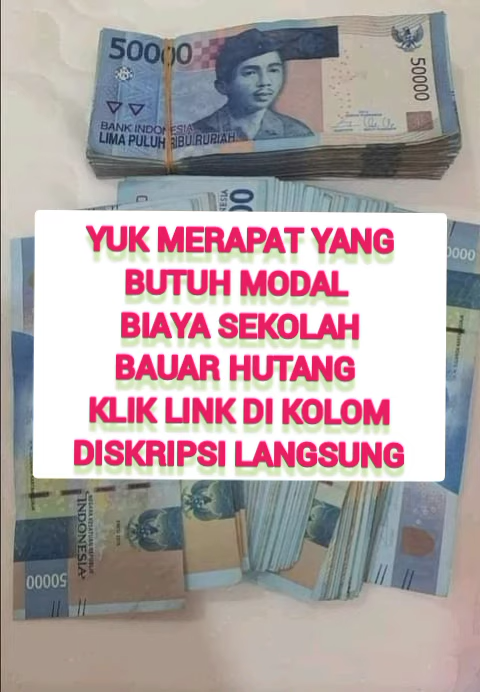 50000
50000
BANK INDONESIA
LIMA PULUH RIBU RUPIAH
YUK MERAPAT YANG
BUTUH MODAL
BIAYA SEKOLAH
BAUAR HUTANG
KLIK LINK DI KOLOM
DISKRIPSI LANGSUNG
INDONESIA
50000